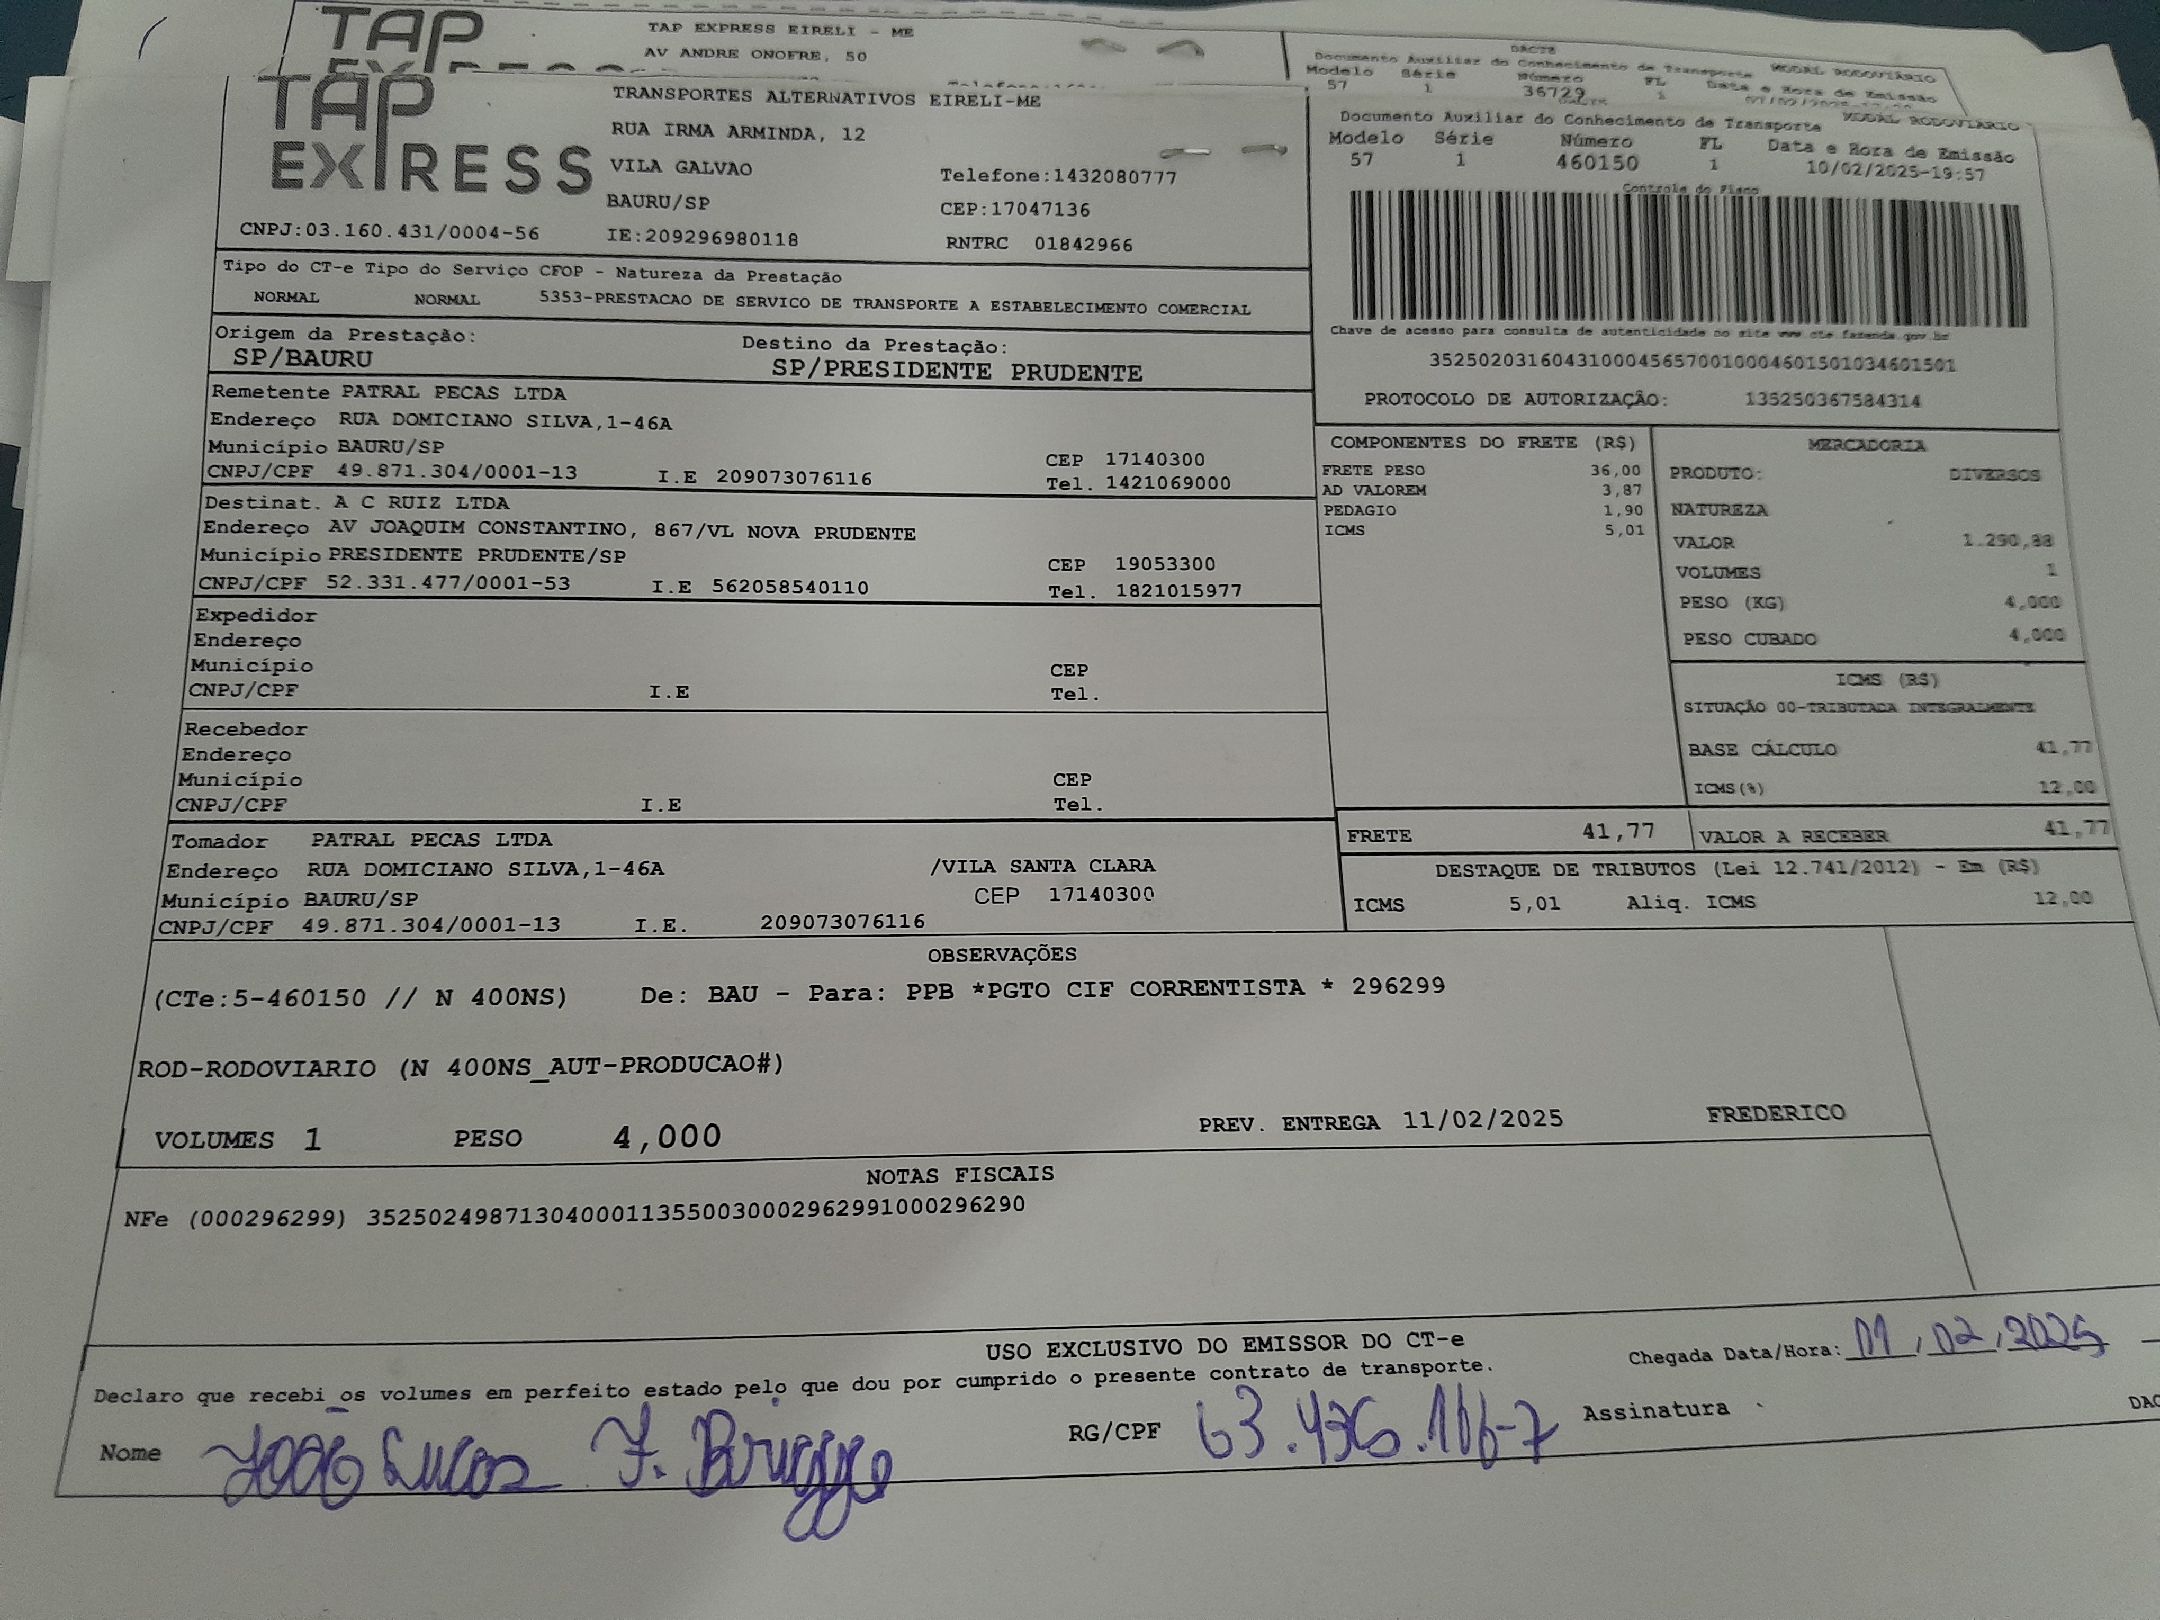 TAP
TAP EXPRESS EIRELI - ME
AV ANDRE ONOFRE, 50
DACTE
Documento Auxiliar do Conhecimento de Transporte MODAL RODOVIÁRIO
Modelo Série Número FL Data e Hora de Emissão
57 1 36729 1
TAP EXPRESS
TRANSPORTES ALTERNATIVOS EIRELI-ME
RUA IRMA ARMINDA, 12
VILA GALVAO Telefone:1432080777
BAURU/SP CEP:17047136
CNPJ:03.160.431/0004-56 IE:209296980118 RNTRC 01842966
Documento Auxiliar do Conhecimento de Transporte MODAL RODOVIÁRIO
Modelo Série Número FL Data e Hora de Emissão
57 1 460150 1 10/02/2025-19:57
Controle do Fisco
Chave de acesso para consulta de autenticidade no site www.cte.fazenda.gov.br
35250203160431000456570010004601501034601501
PROTOCOLO DE AUTORIZAÇÃO: 135250367584314
Tipo do CT-e Tipo do Serviço CFOP - Natureza da Prestação
NORMAL NORMAL 5353-PRESTACAO DE SERVICO DE TRANSPORTE A ESTABELECIMENTO COMERCIAL
Origem da Prestação: Destino da Prestação:
SP/BAURU SP/PRESIDENTE PRUDENTE
Remetente PATRAL PECAS LTDA
Endereço RUA DOMICIANO SILVA,1-46A
Município BAURU/SP CEP 17140300
CNPJ/CPF 49.871.304/0001-13 I.E 209073076116 Tel. 1421069000
Destinat. A C RUIZ LTDA
Endereço AV JOAQUIM CONSTANTINO, 867/VL NOVA PRUDENTE
Município PRESIDENTE PRUDENTE/SP CEP 19053300
CNPJ/CPF 52.331.477/0001-53 I.E 562058540110 Tel. 1821015977
Expedidor
Endereço
Município CEP
CNPJ/CPF I.E Tel.
Recebedor
Endereço
Município CEP
CNPJ/CPF I.E Tel.
Tomador PATRAL PECAS LTDA
Endereço RUA DOMICIANO SILVA,1-46A /VILA SANTA CLARA
Município BAURU/SP CEP 17140300
CNPJ/CPF 49.871.304/0001-13 I.E. 209073076116
COMPONENTES DO FRETE (R$)
FRETE PESO 36,00
AD VALOREM 3,87
PEDAGIO 1,90
ICMS 5,01
MERCADORIA
PRODUTO: DIVERSOS
NATUREZA
VALOR 1.290,88
VOLUMES 1
PESO (KG) 4,000
PESO CUBADO 4,000
ICMS (R$)
SITUAÇÃO 00-TRIBUTADA INTEGRALMENTE
BASE CÁLCULO 41,77
ICMS(%) 12,00
FRETE 41,77 VALOR A RECEBER 41,77
DESTAQUE DE TRIBUTOS (Lei 12.741/2012) - Em (R$)
ICMS 5,01 Aliq. ICMS 12,00
OBSERVAÇÕES
(CTe:5-460150 // N 400NS) De: BAU - Para: PPB *PGTO CIF CORRENTISTA * 296299
ROD-RODOVIARIO (N 400NS_AUT-PRODUCAO#)
VOLUMES 1 PESO 4,000 PREV. ENTREGA 11/02/2025 FREDERICO
NOTAS FISCAIS
NFe (000296299) 35250249871304000113550030002962991000296290
USO EXCLUSIVO DO EMISSOR DO CT-e
Declaro que recebi os volumes em perfeito estado pelo que dou por cumprido o presente contrato de transporte.
Chegada Data/Hora: 11/02/2025
Nome João Lucas F. RG/CPF 63.436.116-7 Assinatura
DAC